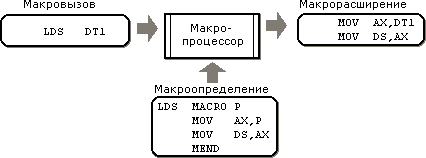 Макровызов
LDS DT1
Макро-
процессор
Макрорасширение
MOV AX,DT1
MOV DS,AX
Макроопределение
LDS MACRO P
MOV AX,P
MOV DS,AX
MEND